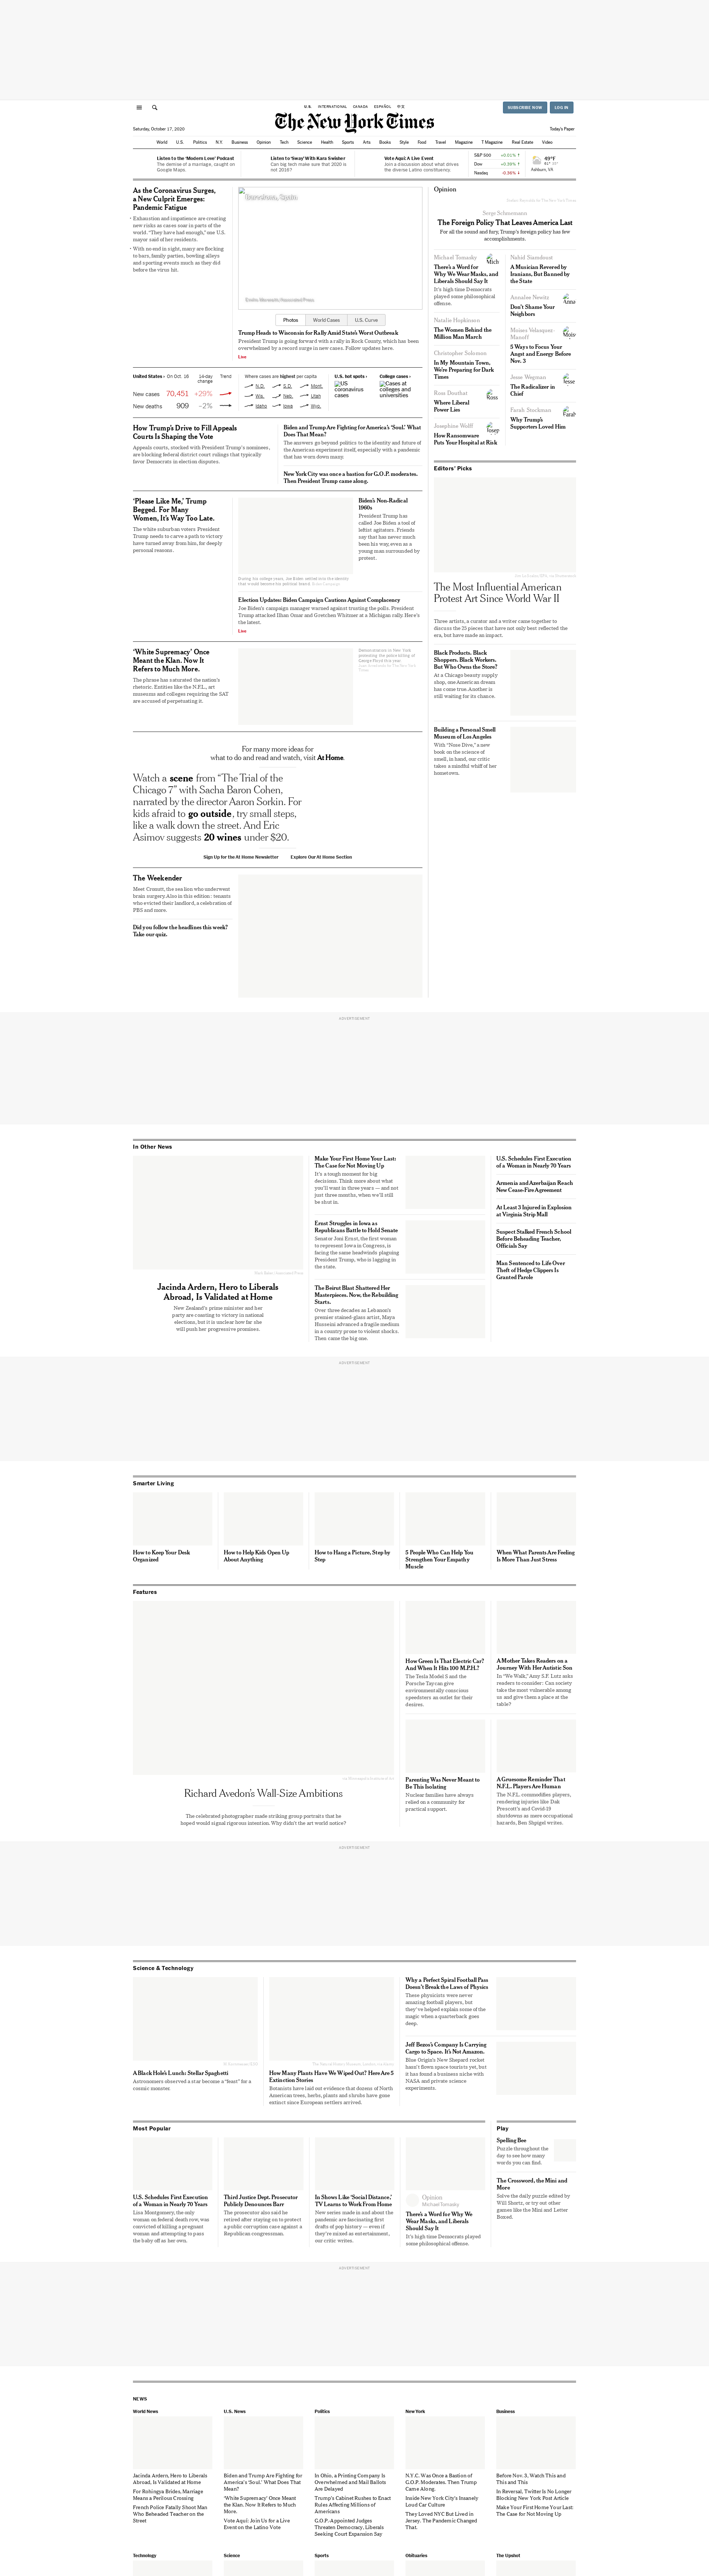 U.S. INTERNATIONAL CANADA ESPAÑOL 中文
SUBSCRIBE NOW LOG IN
The New York Times
Saturday, October 17, 2020
Today's Paper
World U.S. Politics N.Y. Business Opinion Tech Science Health Sports Arts Books Style Food Travel Magazine T Magazine Real Estate Video
Listen to the 'Modern Love' Podcast
The demise of a marriage, caught on
Google Maps.
Listen to 'Sway' With Kara Swisher
Can big tech make sure that 2020 is
not 2016?
Vote Aquí: A Live Event
Join a discussion about what drives
the diverse Latino constituency.
S&P 500 +0.01% ↑
Dow +0.39% ↑
Nasdaq -0.36% ↓
49°F
Ashburn, VA
As the Coronavirus Surges,
a New Culprit Emerges:
Pandemic Fatigue
• Exhaustion and impatience are creating
new risks as cases soar in parts of the
world. "They have had enough," one U.S.
mayor said of her residents.
• With no end in sight, many are flocking
to bars, family parties, bowling alleys
and sporting events much as they did
before the virus hit.
Barcelona, Spain
Emilio Morenatti/Associated Press
Photos World Cases U.S. Curve
Trump Heads to Wisconsin for Rally Amid State's Worst Outbreak
President Trump is going forward with a rally in Rock County, which has been
overwhelmed by a record surge in new cases. Follow updates here.
Live
United States › On Oct. 16 14-day
change Trend
New cases 70,451 +29%
New deaths 909 –2%
Where cases are highest per capita
N.D. S.D. Mont.
Wis. Neb. Utah
Idaho Iowa Wyo.
U.S. hot spots ›
US
coronavirus
cases
College cases ›
Cases at
colleges and
universities
How Trump's Drive to Fill Appeals
Courts Is Shaping the Vote
Appeals courts, stocked with President Trump's nominees,
are blocking federal district court rulings that typically
favor Democrats in election disputes.
Biden and Trump Are Fighting for America's 'Soul.' What
Does That Mean?
The answers go beyond politics to the identity and future of
the American experiment itself, especially with a pandemic
that has worn down many.
New York City was once a bastion for G.O.P. moderates.
Then President Trump came along.
'Please Like Me,' Trump
Begged. For Many
Women, It's Way Too Late.
The white suburban voters President
Trump needs to carve a path to victory
have turned away from him, for deeply
personal reasons.
During his college years, Joe Biden settled into the identity
that would become his political brand. Biden Campaign
Biden's Non-Radical
1960s
President Trump has
called Joe Biden a tool of
leftist agitators. Friends
say that has never much
been his way, even as a
young man surrounded by
protest.
Election Updates: Biden Campaign Cautions Against Complacency
Joe Biden's campaign manager warned against trusting the polls. President
Trump attacked Ilhan Omar and Gretchen Whitmer at a Michigan rally. Here's
the latest.
Live
'White Supremacy' Once
Meant the Klan. Now It
Refers to Much More.
The phrase has saturated the nation's
rhetoric. Entities like the N.F.L., art
museums and colleges requiring the SAT
are accused of perpetuating it.
Demonstrations in New York
protesting the police killing of
George Floyd this year.
For many more ideas for
what to do and read and watch, visit At Home.
Watch a scene from "The Trial of the
Chicago 7" with Sacha Baron Cohen,
narrated by the director Aaron Sorkin. For
kids afraid to go outside, try small steps,
like a walk down the street. And Eric
Asimov suggests 20 wines under $20.
Sign Up for the At Home Newsletter Explore Our At Home Section
The Weekender
Meet Cronutt, the sea lion who underwent
brain surgery. Also in this edition: tenants
who evicted their landlord, a celebration of
PBS and more.
Did you follow the headlines this week?
Take our quiz.
Opinion
Serge Schmemann
The Foreign Policy That Leaves America Last
For all the sound and fury, Trump's foreign policy has few
accomplishments.
Michael Tomasky
Mich
There's a Word for
Why We Wear Masks, and
Liberals Should Say It
It's high time Democrats
played some philosophical
offense.
Natalie Hopkinson
The Women Behind the
Million Man March
Christopher Solomon
In My Mountain Town,
We're Preparing for Dark
Times
Ross Douthat
Ross
Where Liberal
Power Lies
Josephine Wolff
Josep
How Ransomware
Puts Your Hospital at Risk
Nahid Siamdoust
A Musician Revered by
Iranians, But Banned by
the State
Annalee Newitz
Anna
Don't Shame Your
Neighbors
Moises Velasquez-
Manoff
Moise
5 Ways to Focus Your
Angst and Energy Before
Nov. 3
Jesse Wegman
Jesse
The Radicalizer in
Chief
Farah Stockman
Farah
Why Trump's
Supporters Loved Him
Editors' Picks
The Most Influential American
Protest Art Since World War II
Three artists, a curator and a writer came together to
discuss the 25 pieces that have not only best reflected the
era, but have made an impact.
Black Products. Black
Shoppers. Black Workers.
But Who Owns the Store?
At a Chicago beauty supply
shop, one American dream
has come true. Another is
still waiting for its chance.
Building a Personal Smell
Museum of Los Angeles
With "Nose Dive," a new
book on the science of
smell, in hand, our critic
takes a mindful whiff of her
hometown.
ADVERTISEMENT
In Other News
Jacinda Ardern, Hero to Liberals
Abroad, Is Validated at Home
New Zealand's prime minister and her
party are coasting to victory in national
elections, but it is unclear how far she
will push her progressive promises.
Make Your First Home Your Last:
The Case for Not Moving Up
It's a tough moment for big
decisions. Think more about what
you'll want in three years — and not
just three months, when we'll still
be shut in.
Ernst Struggles in Iowa as
Republicans Battle to Hold Senate
Senator Joni Ernst, the first woman
to represent Iowa in Congress, is
facing the same headwinds plaguing
President Trump, who is lagging in
the state.
The Beirut Blast Shattered Her
Masterpieces. Now, the Rebuilding
Starts.
Over three decades as Lebanon's
premier stained-glass artist, Maya
Husseini advanced a fragile medium
in a country prone to violent shocks.
Then came the big one.
U.S. Schedules First Execution
of a Woman in Nearly 70 Years
Armenia and Azerbaijan Reach
New Cease-Fire Agreement
At Least 3 Injured in Explosion
at Virginia Strip Mall
Suspect Stalked French School
Before Beheading Teacher,
Officials Say
Man Sentenced to Life Over
Theft of Hedge Clippers Is
Granted Parole
ADVERTISEMENT
Smarter Living
How to Keep Your Desk
Organized
How to Help Kids Open Up
About Anything
How to Hang a Picture, Step by
Step
5 People Who Can Help You
Strengthen Your Empathy
Muscle
When What Parents Are Feeling
Is More Than Just Stress
Features
Richard Avedon's Wall-Size Ambitions
The celebrated photographer made striking group portraits that he
hoped would signal rigorous intention. Why didn't the art world notice?
How Green Is That Electric Car?
And When It Hits 100 M.P.H.?
The Tesla Model S and the
Porsche Taycan give
environmentally conscious
speedsters an outlet for their
desires.
A Mother Takes Readers on a
Journey With Her Autistic Son
In "We Walk," Amy S.F. Lutz asks
readers to consider: Can society
take the most vulnerable among
us and give them a place at the
table?
Parenting Was Never Meant to
Be This Isolating
Nuclear families have always
relied on a community for
practical support.
A Gruesome Reminder That
N.F.L. Players Are Human
The N.F.L. commodifies players,
rendering injuries like Dak
Prescott's and Covid-19
shutdowns as mere occupational
hazards, Ben Shpigel writes.
ADVERTISEMENT
Science & Technology
A Black Hole's Lunch: Stellar Spaghetti
Astronomers observed a star become a "feast" for a
cosmic monster.
How Many Plants Have We Wiped Out? Here Are 5
Extinction Stories
Botanists have laid out evidence that dozens of North
American trees, herbs, plants and shrubs have gone
extinct since European settlers arrived.
Why a Perfect Spiral Football Pass
Doesn't Break the Laws of Physics
These physicists were never
amazing football players, but
they've helped explain some of the
magic when a quarterback goes
deep.
Jeff Bezos's Company Is Carrying
Cargo to Space. It's Not Amazon.
Blue Origin's New Shepard rocket
hasn't flown space tourists yet, but
it has found a business niche with
NASA and private science
experiments.
Most Popular
U.S. Schedules First Execution
of a Woman in Nearly 70 Years
Lisa Montgomery, the only
woman on federal death row, was
convicted of killing a pregnant
woman and attempting to pass
the baby off as her own.
Third Justice Dept. Prosecutor
Publicly Denounces Barr
The prosecutor also said he
retired after staying on to protect
a public corruption case against a
Republican congressman.
In Shows Like 'Social Distance,'
TV Learns to Work From Home
New series made in and about the
pandemic are fascinating first
drafts of pop history — even if
they're mixed as entertainment,
our critic writes.
Opinion
Michael Tomasky
There's a Word for Why We
Wear Masks, and Liberals
Should Say It
It's high time Democrats played
some philosophical offense.
Play
Spelling Bee
Puzzle throughout the
day to see how many
words you can find.
The Crossword, the Mini and
More
Solve the daily puzzle edited by
Will Shortz, or try out other
games like the Mini and Letter
Boxed.
ADVERTISEMENT
NEWS
World News
Jacinda Ardern, Hero to Liberals
Abroad, Is Validated at Home
For Rohingya Brides, Marriage
Means a Perilous Crossing
French Police Fatally Shoot Man
Who Beheaded Teacher on the
Street
U.S. News
Biden and Trump Are Fighting for
America's 'Soul.' What Does That
Mean?
'White Supremacy' Once Meant
the Klan. Now It Refers to Much
More.
Vote Aquí: Join Us for a Live
Event on the Latino Vote
Politics
In Ohio, a Printing Company Is
Overwhelmed and Mail Ballots
Are Delayed
Trump's Cabinet Rushes to Enact
Rules Affecting Millions of
Americans
G.O.P.-Appointed Judges
Threaten Democracy, Liberals
Seeking Court Expansion Say
New York
N.Y.C. Was Once a Bastion of
G.O.P. Moderates. Then Trump
Came Along.
Inside New York City's Insanely
Loud Car Culture
They Loved NYC But Lived in
Jersey. The Pandemic Changed
That.
Business
Before Nov. 3, Watch This and
This and This
In Reversal, Twitter Is No Longer
Blocking New York Post Article
Make Your First Home Your Last:
The Case for Not Moving Up
Technology Science Sports Obituaries The Upshot